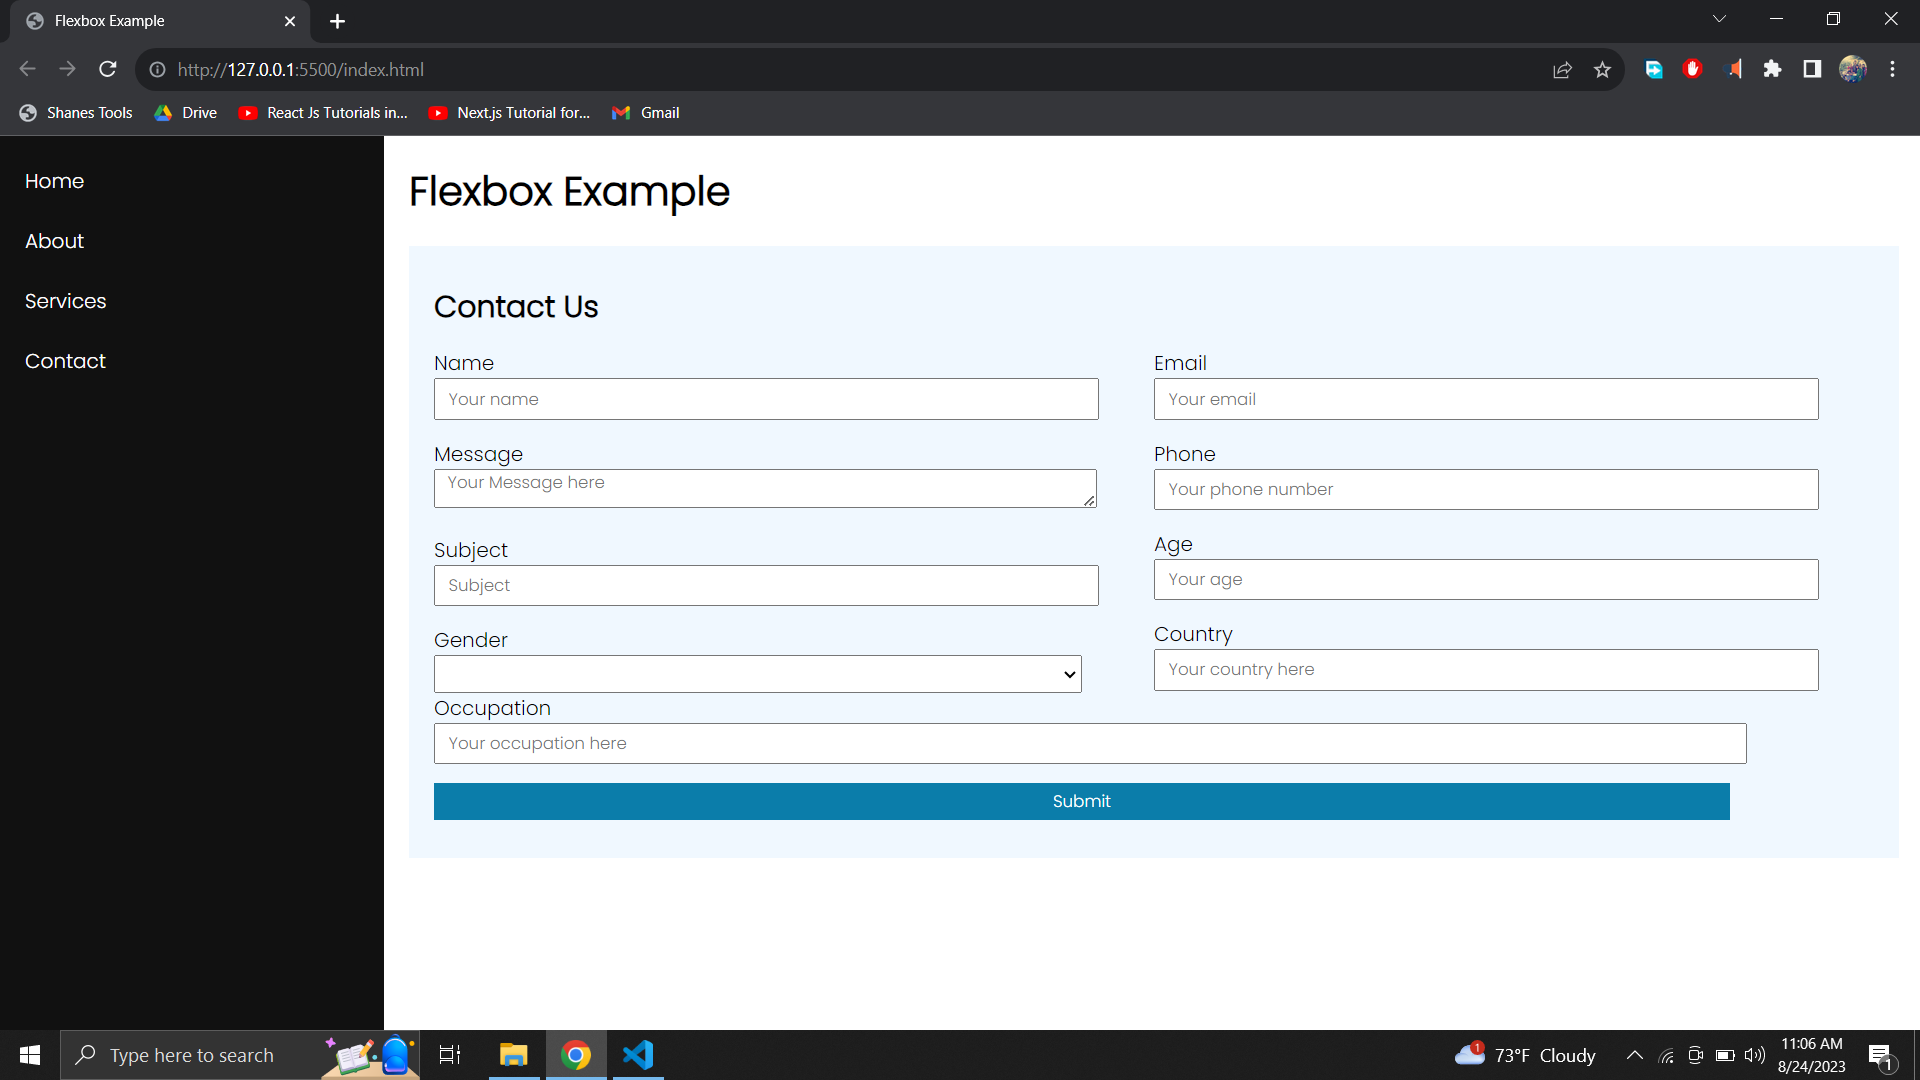 Flexbox Example
http://127.0.0.1:5500/index.html
Shanes Tools Drive React Js Tutorials in... Next.js Tutorial for... Gmail
Home
About
Services
Contact
Flexbox Example
Contact Us
Name
Your name
Email
Your email
Message
Your Message here
Phone
Your phone number
Subject
Subject
Age
Your age
Gender
Country
Your country here
Occupation
Your occupation here
Submit
Type here to search
1
73°F Cloudy
11:06 AM
8/24/2023
1